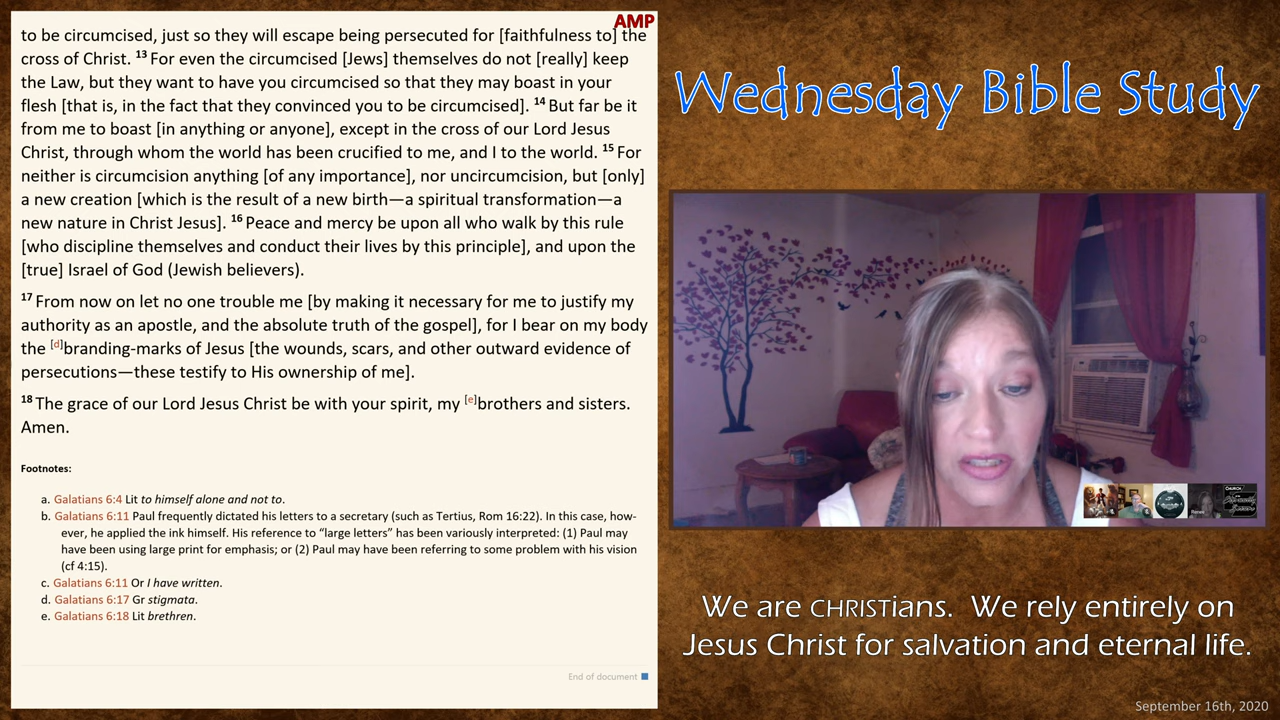 AMP
to be circumcised, just so they will escape being persecuted for [faithfulness to] the
cross of Christ. 13 For even the circumcised [Jews] themselves do not [really] keep
the Law, but they want to have you circumcised so that they may boast in your
flesh [that is, in the fact that they convinced you to be circumcised]. 14 But far be it
from me to boast [in anything or anyone], except in the cross of our Lord Jesus
Christ, through whom the world has been crucified to me, and I to the world. 15 For
neither is circumcision anything [of any importance], nor uncircumcision, but [only]
a new creation [which is the result of a new birth—a spiritual transformation—a
new nature in Christ Jesus]. 16 Peace and mercy be upon all who walk by this rule
[who discipline themselves and conduct their lives by this principle], and upon the
[true] Israel of God (Jewish believers).
17 From now on let no one trouble me [by making it necessary for me to justify my
authority as an apostle, and the absolute truth of the gospel], for I bear on my body
the [d]branding-marks of Jesus [the wounds, scars, and other outward evidence of
persecutions—these testify to His ownership of me].
18 The grace of our Lord Jesus Christ be with your spirit, my [e]brothers and sisters.
Amen.
Footnotes:
a. Galatians 6:4 Lit to himself alone and not to.
b. Galatians 6:11 Paul frequently dictated his letters to a secretary (such as Tertius, Rom 16:22). In this case, how-
ever, he applied the ink himself. His reference to “large letters” has been variously interpreted: (1) Paul may
have been using large print for emphasis; or (2) Paul may have been referring to some problem with his vision
(cf 4:15).
c. Galatians 6:11 Or I have written.
d. Galatians 6:17 Gr stigmata.
e. Galatians 6:18 Lit brethren.
End of document
Wednesday Bible Study
CHURCH
Renee
We are CHRISTians. We rely entirely on
Jesus Christ for salvation and eternal life.
September 16th, 2020